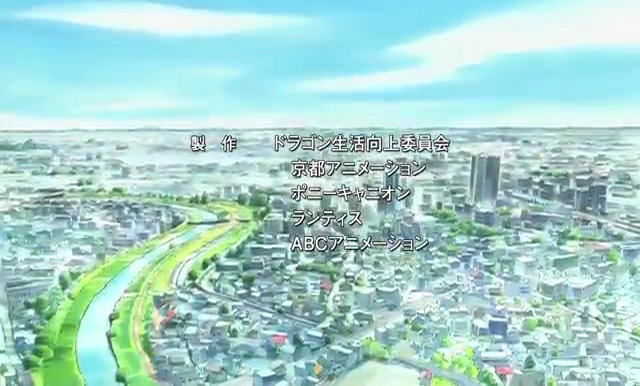 製作 ドラゴン生活向上委員会
京都アニメーション
ポニーキャニオン
ランティス
ABCアニメーション